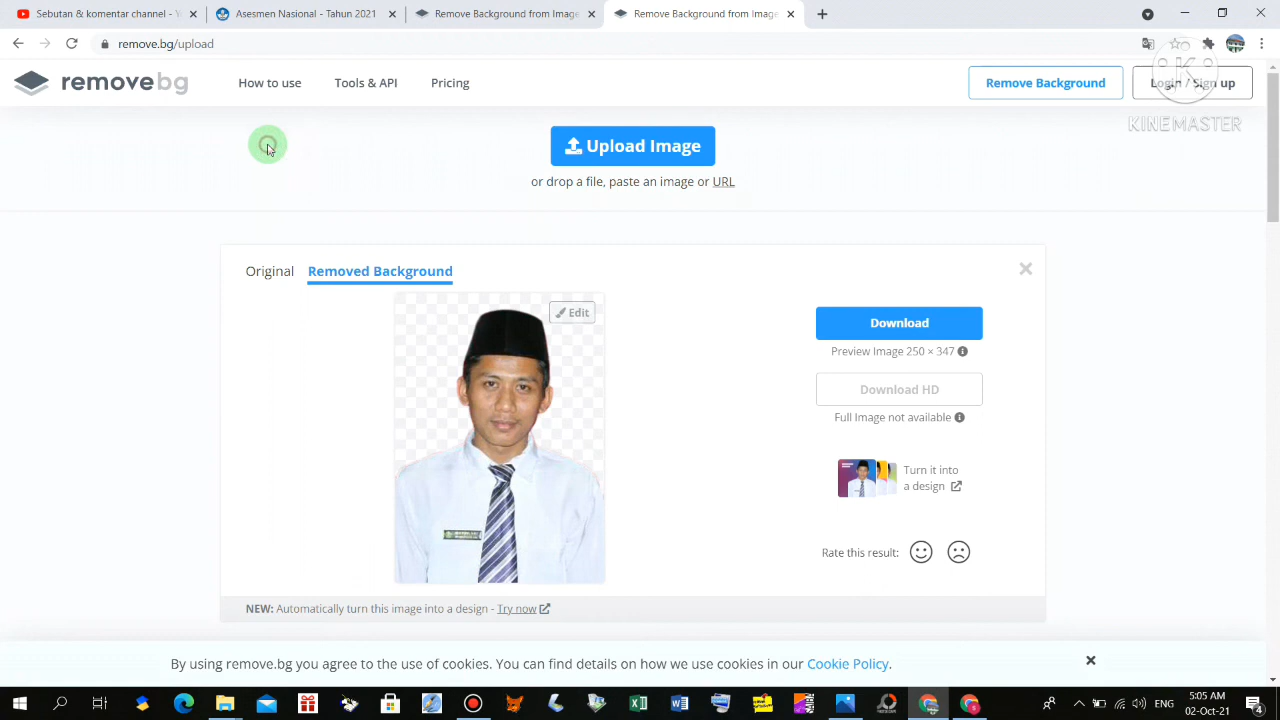 Sebutan & komentar channel - Y
Asesmen Nasional - Tahun 2021
Remove Background from Image
Remove Background from Image
remove.bg/upload
removebg
How to use
Tools & API
Pricing
Remove Background
Login / Sign up
KINEMASTER
Upload Image
or drop a file, paste an image or URL
Original
Removed Background
Edit
Download
Preview Image 250 × 347
Download HD
Full Image not available
Turn it into
a design
Rate this result:
NEW: Automatically turn this image into a design - Try now
By using remove.bg you agree to the use of cookies. You can find details on how we use cookies in our Cookie Policy.
ENG
5:05 AM
02-Oct-21